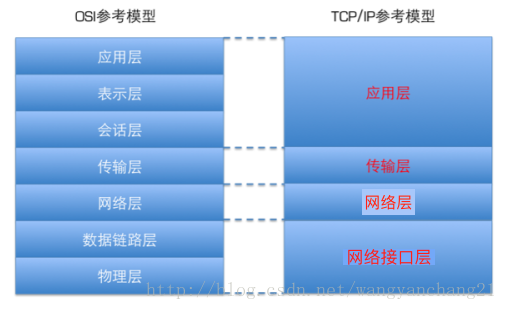 OSI参考模型
TCP/IP参考模型
应用层
表示层
会话层
传输层
网络层
数据链路层
物理层
应用层
传输层
网络层
网络接口层
http://blog.csdn.net/wangyanchang21